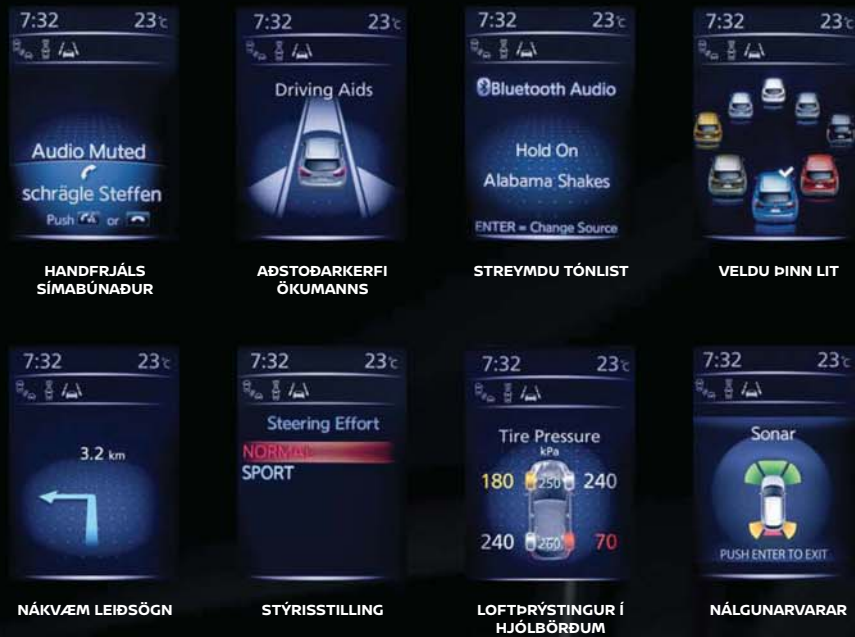 7:32 23°c
Audio Muted
schrägle Steffen
Push or
HANDFRJÁLS
SÍMABÚNAÐUR
7:32 23°c
Driving Aids
AÐSTOÐARKERFI
ÖKUMANNS
7:32 23°c
Bluetooth Audio
Hold On
Alabama Shakes
ENTER = Change Source
STREYMDU TÓNLIST
7:32 23°c
VELDU ÞINN LIT
7:32 23°c
3.2 km
NÁKVÆM LEIÐSÖGN
7:32 23°c
Steering Effort
NORMAL
SPORT
STÝRISSTILLING
7:32 23°c
Tire Pressure
kPa
180 250 240
240 260 70
LOFTÞRÝSTINGUR Í
HJÓLBÖRÐUM
7:32 23°c
Sonar
PUSH ENTER TO EXIT
NÁLGUNARVARAR